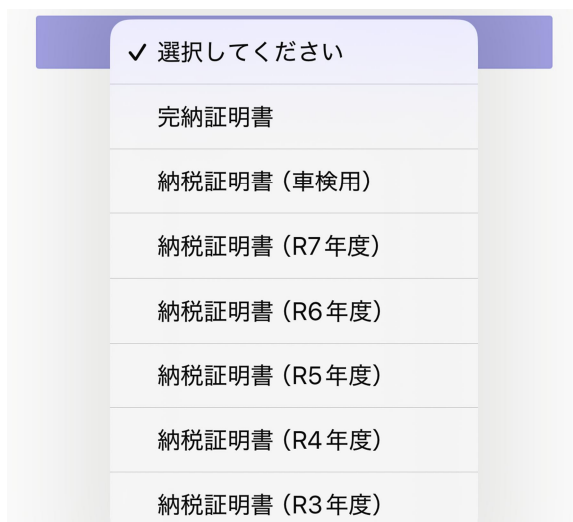 選択してください
完納証明書
納税証明書（車検用）
納税証明書（R7年度）
納税証明書（R6年度）
納税証明書（R5年度）
納税証明書（R4年度）
納税証明書（R3年度）